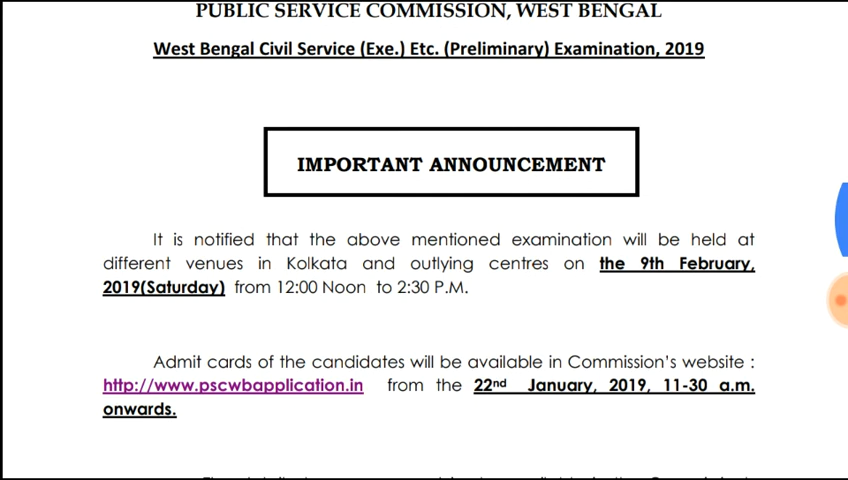 PUBLIC SERVICE COMMISSION, WEST BENGAL
West Bengal Civil Service (Exe.) Etc. (Preliminary) Examination, 2019
IMPORTANT ANNOUNCEMENT
It is notified that the above mentioned examination will be held at
different venues in Kolkata and outlying centres on the 9th February,
2019(Saturday) from 12:00 Noon to 2:30 P.M.
Admit cards of the candidates will be available in Commission's website :
http://www.pscwbapplication.in from the 22nd January, 2019, 11-30 a.m.
onwards.